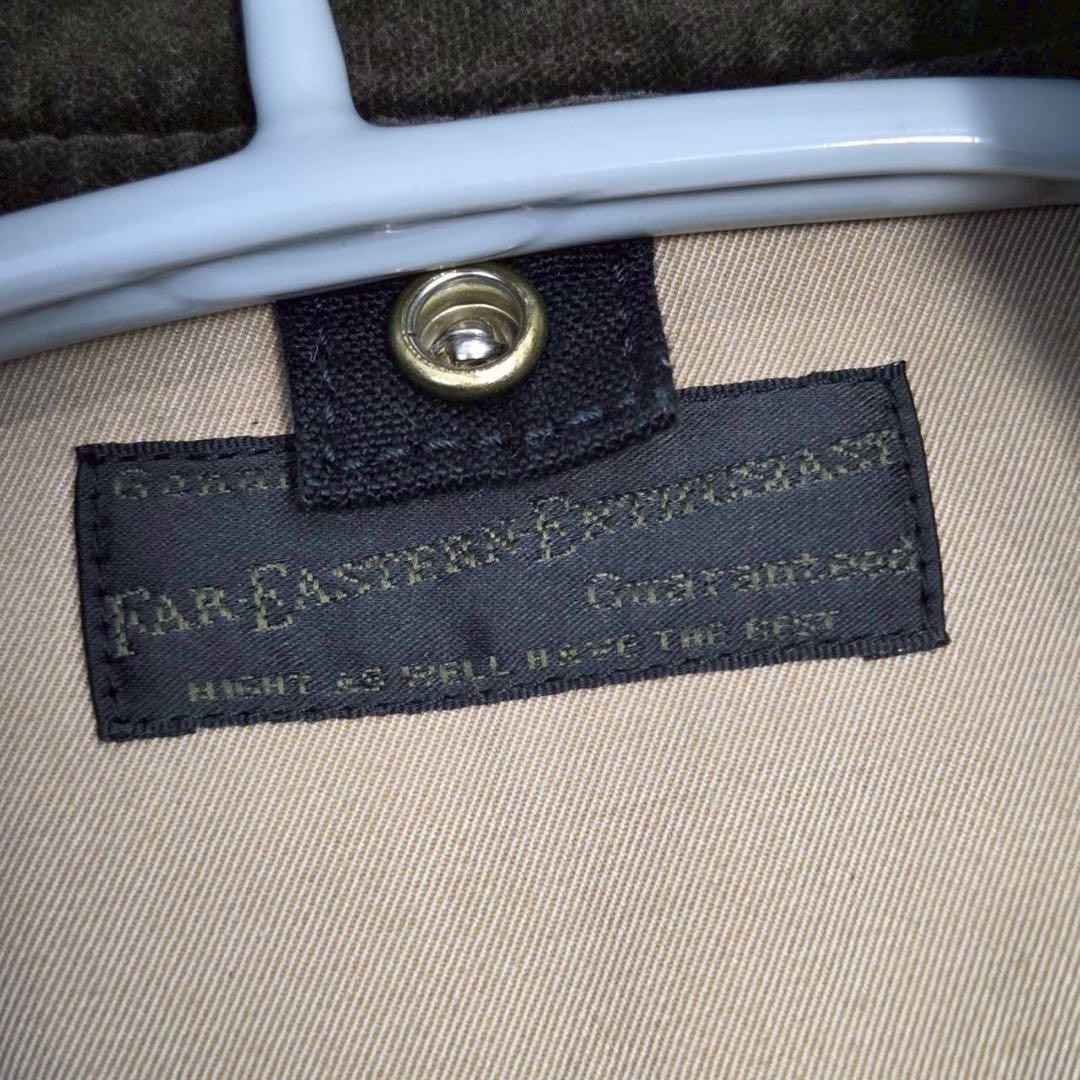 FAR-EASTERN-ENTHUSIAST
Guaranteed
MIGHT AS WELL HAVE THE BEST